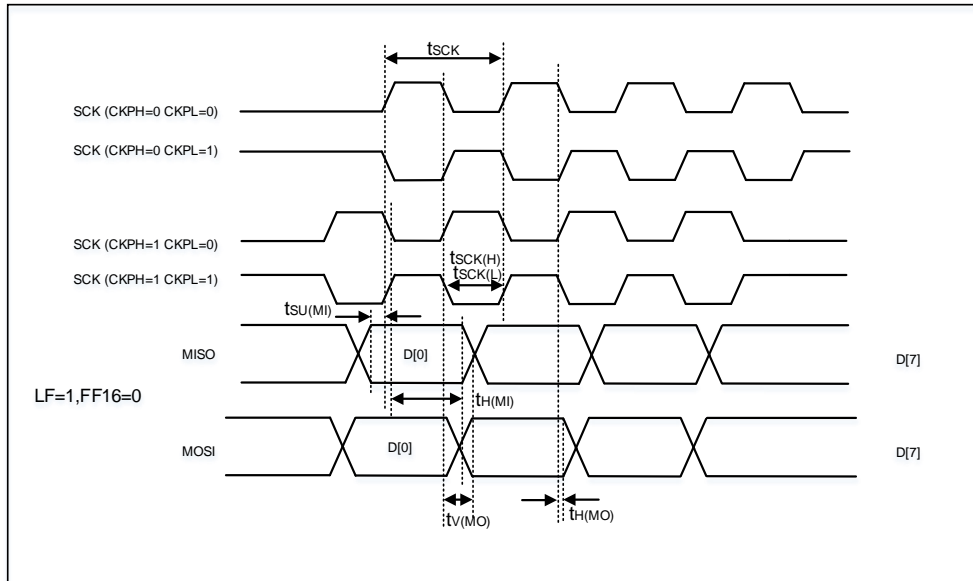 tSCK
SCK (CKPH=0 CKPL=0)
SCK (CKPH=0 CKPL=1)
SCK (CKPH=1 CKPL=0)
tSCK(H)
tSCK(L)
SCK (CKPH=1 CKPL=1)
tSU(MI)
MISO
D[0]
D[7]
LF=1,FF16=0
tH(MI)
MOSI
D[0]
D[7]
tV(MO)
tH(MO)